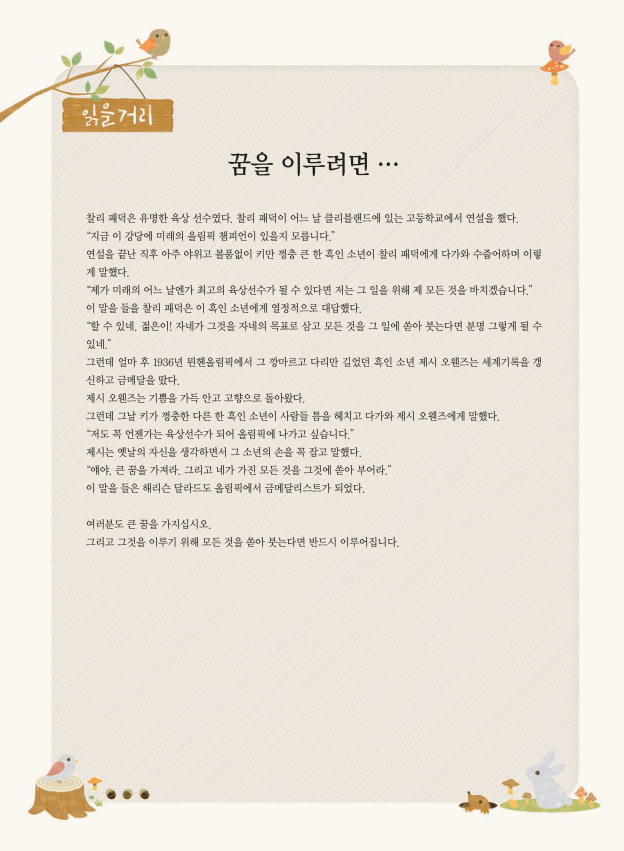 읽을거리
꿈을 이루려면 …
찰리 패덕은 유명한 육상 선수였다. 찰리 패덕이 어느 날 클리블랜드에 있는 고등학교에서 연설을 했다.
“지금 이 강당에 미래의 올림픽 챔피언이 있을지 모릅니다.”
연설을 끝난 직후 아주 야위고 볼품없이 키만 껑충 큰 한 흑인 소년이 찰리 패덕에게 다가와 수줍어하며 이렇
게 말했다.
“제가 미래의 어느 날엔가 최고의 육상선수가 될 수 있다면 저는 그 일을 위해 제 모든 것을 바치겠습니다.”
이 말을 들을 찰리 패덕은 이 흑인 소년에게 열정적으로 대답했다.
“할 수 있네. 젊은이! 자네가 그것을 자네의 목표로 삼고 모든 것을 그 일에 쏟아 붓는다면 분명 그렇게 될 수
있네.”
그런데 얼마 후 1936년 뮌헨올림픽에서 그 깡마르고 다리만 길었던 흑인 소년 제시 오웬즈는 세계기록을 갱
신하고 금메달을 땄다.
제시 오웬즈는 기쁨을 가득 안고 고향으로 돌아왔다.
그런데 그날 키가 껑충한 다른 한 흑인 소년이 사람들 틈을 헤치고 다가와 제시 오웬즈에게 말했다.
“저도 꼭 언젠가는 육상선수가 되어 올림픽에 나가고 싶습니다.”
제시는 옛날의 자신을 생각하면서 그 소년의 손을 꼭 잡고 말했다.
“얘야, 큰 꿈을 가져라. 그리고 네가 가진 모든 것을 그것에 쏟아 부어라.”
이 말을 들은 해리슨 달라드도 올림픽에서 금메달리스트가 되었다.
여러분도 큰 꿈을 가지십시오.
그리고 그것을 이루기 위해 모든 것을 쏟아 붓는다면 반드시 이루어집니다.